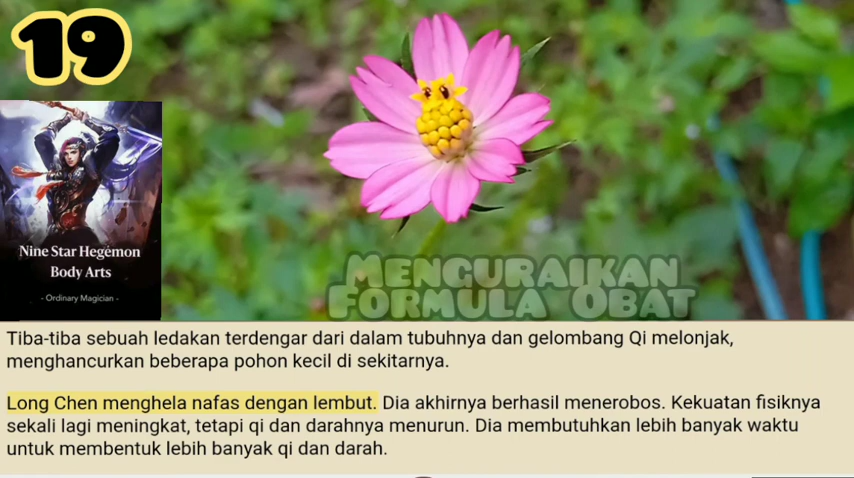 19
Nine Star Hegemon
Body Arts
- Ordinary Magician -
MENGURAIKAN
FORMULA OBAT
Tiba-tiba sebuah ledakan terdengar dari dalam tubuhnya dan gelombang Qi melonjak,
menghancurkan beberapa pohon kecil di sekitarnya.
Long Chen menghela nafas dengan lembut. Dia akhirnya berhasil menerobos. Kekuatan fisiknya
sekali lagi meningkat, tetapi qi dan darahnya menurun. Dia membutuhkan lebih banyak waktu
untuk membentuk lebih banyak qi dan darah.